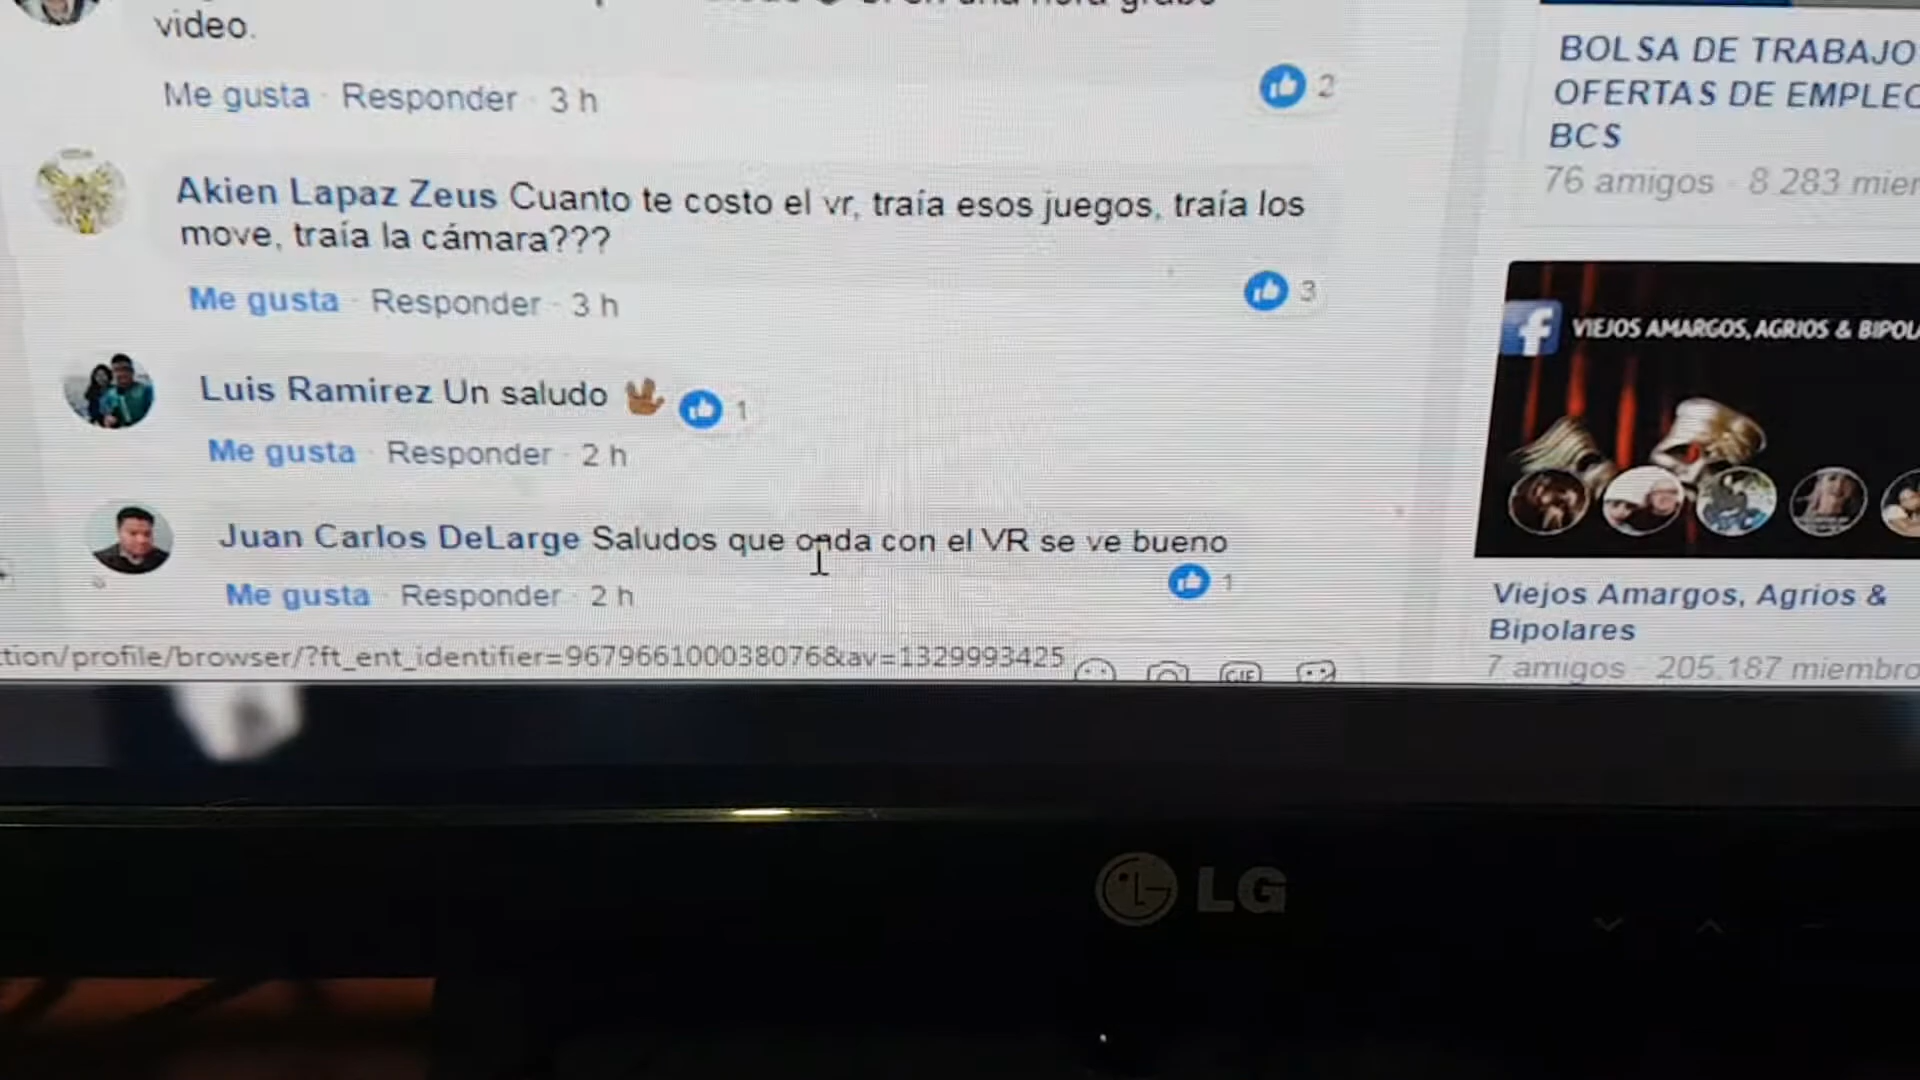 video.
Me gusta · Responder · 3 h
2
Akien Lapaz Zeus Cuanto te costo el vr, traía esos juegos, traía los
move, traía la cámara???
3
Me gusta · Responder · 3 h
Luis Ramirez Un saludo 1
Me gusta · Responder · 2 h
Juan Carlos DeLarge Saludos que onda con el VR se ve bueno
1
Me gusta · Responder · 2 h
tion/profile/browser/?ft_ent_identifier=967966100038076&av=1329993425
GIF
BOLSA DE TRABAJO
OFERTAS DE EMPLEO
BCS
76 amigos · 8 283 mier
f VIEJOS AMARGOS, AGRIOS & BIPOL
Viejos Amargos, Agrios &
Bipolares
7 amigos · 205.187 miembro
LG